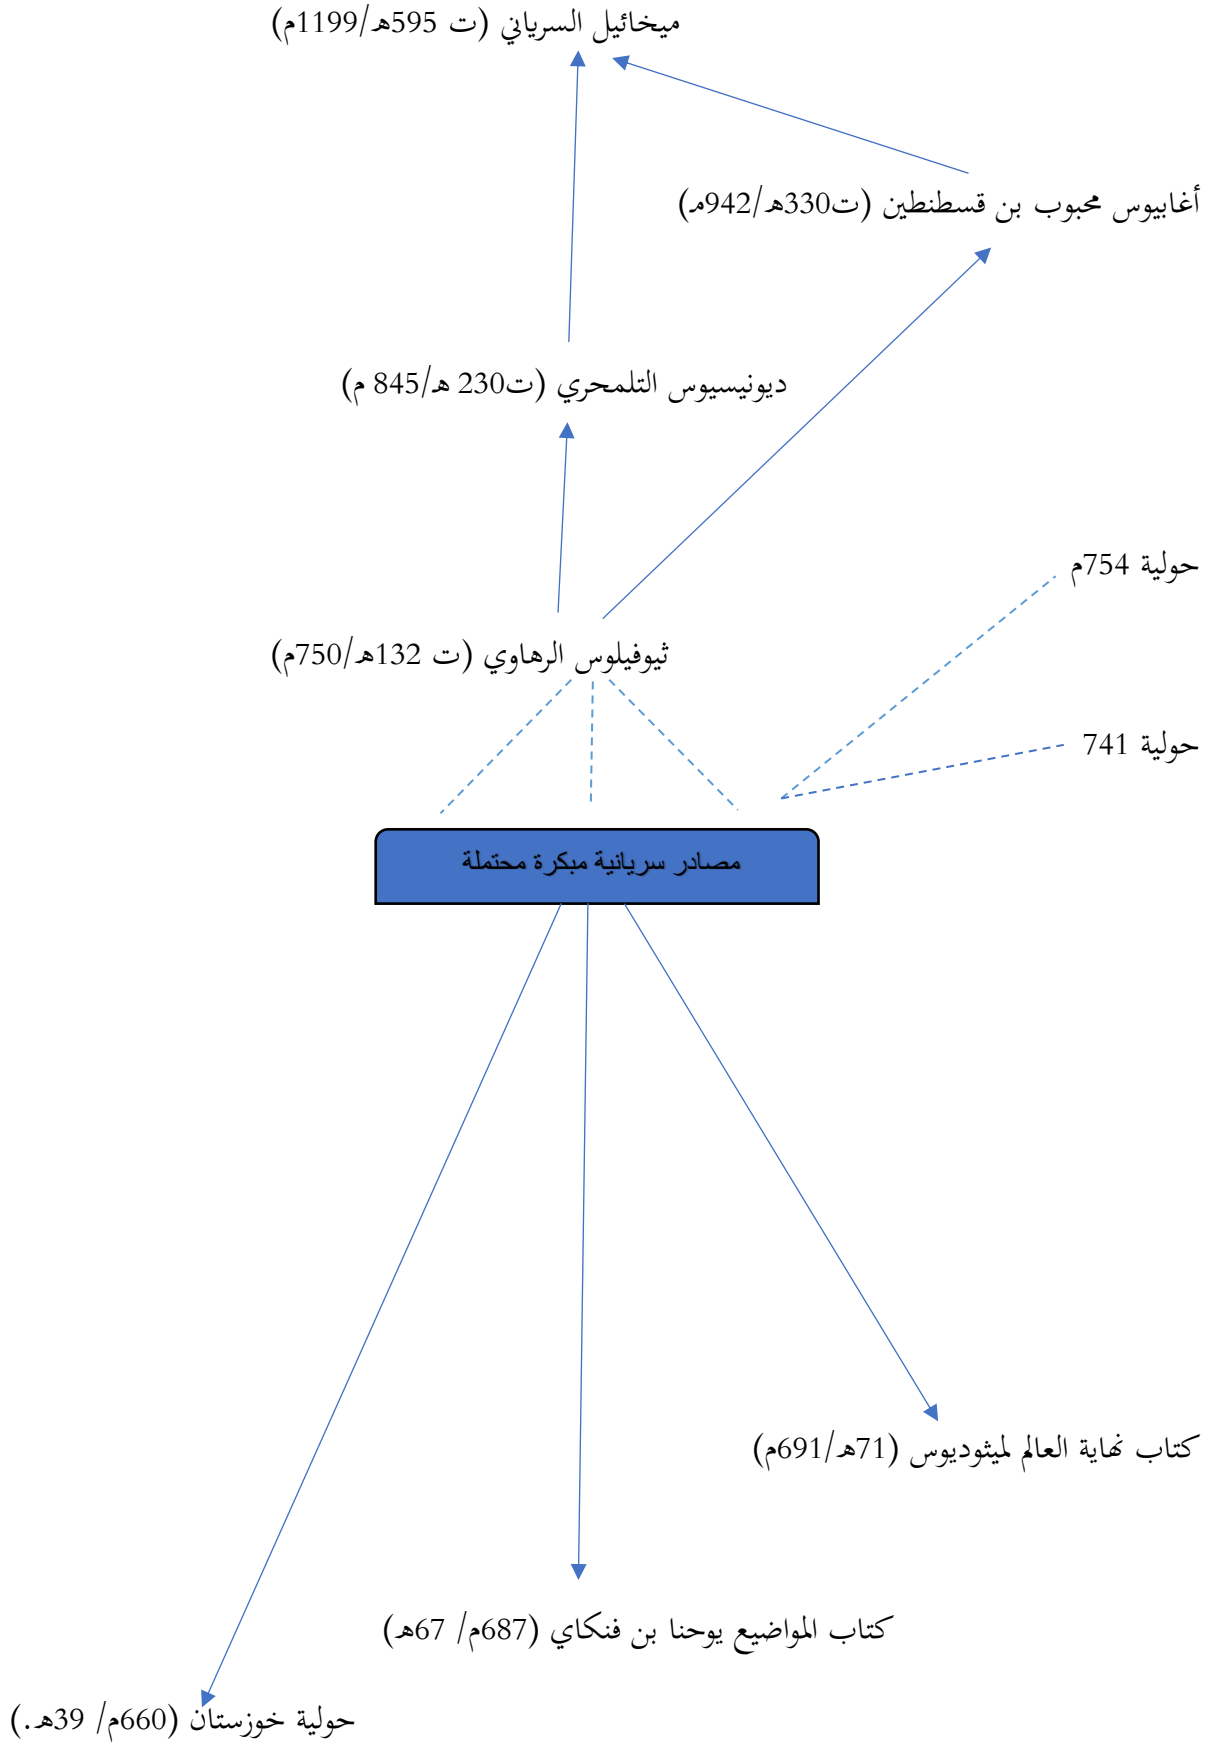 ميخائيل السرياني (ت 595هـ/1199م)
أغابيوس محبوب بن قسطنطين (ت330هـ/942مـ)
ديونيسيوس التلمحري (ت230 هـ/845 م)
حولية 754م
ثيوفيلوس الرهاوي (ت 132هـ/750م)
حولية 741
مصادر سريانية مبكرة محتملة
كتاب نهاية العالم لميثوديوس (71هـ/691م)
كتاب المواضيع يوحنا بن فنكاي (687م/ 67هـ)
حولية خوزستان (660م/ 39هـ.)